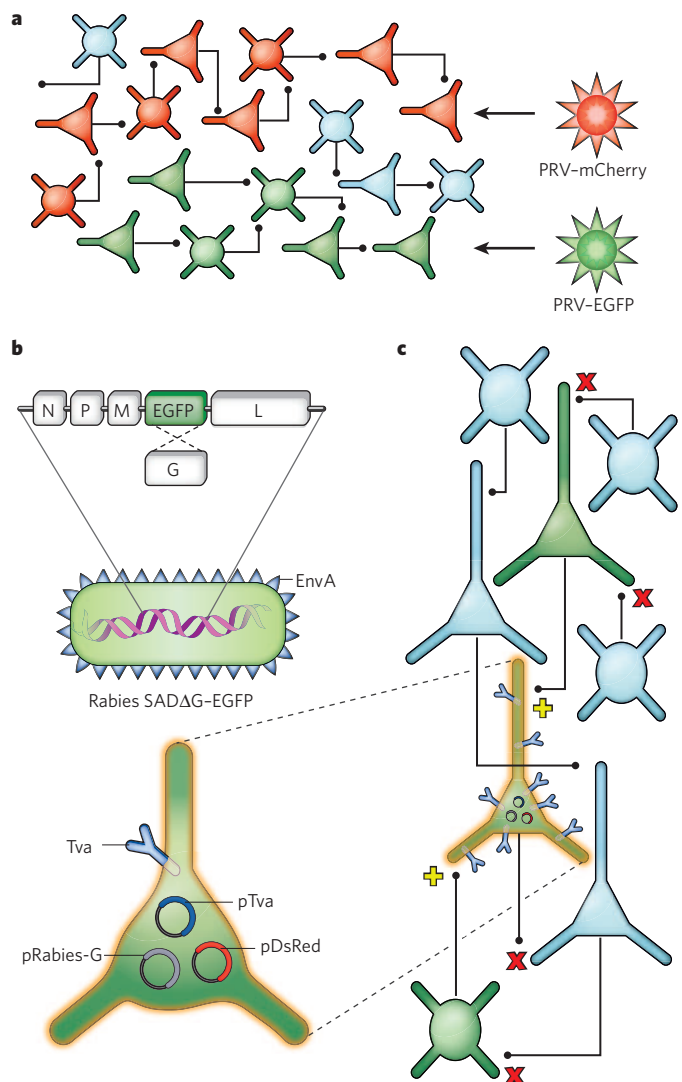 a
PRV–mCherry
PRV–EGFP
b
N P M EGFP L
G
EnvA
Rabies SADΔG–EGFP
Tva
pTva
pRabies-G
pDsRed
c